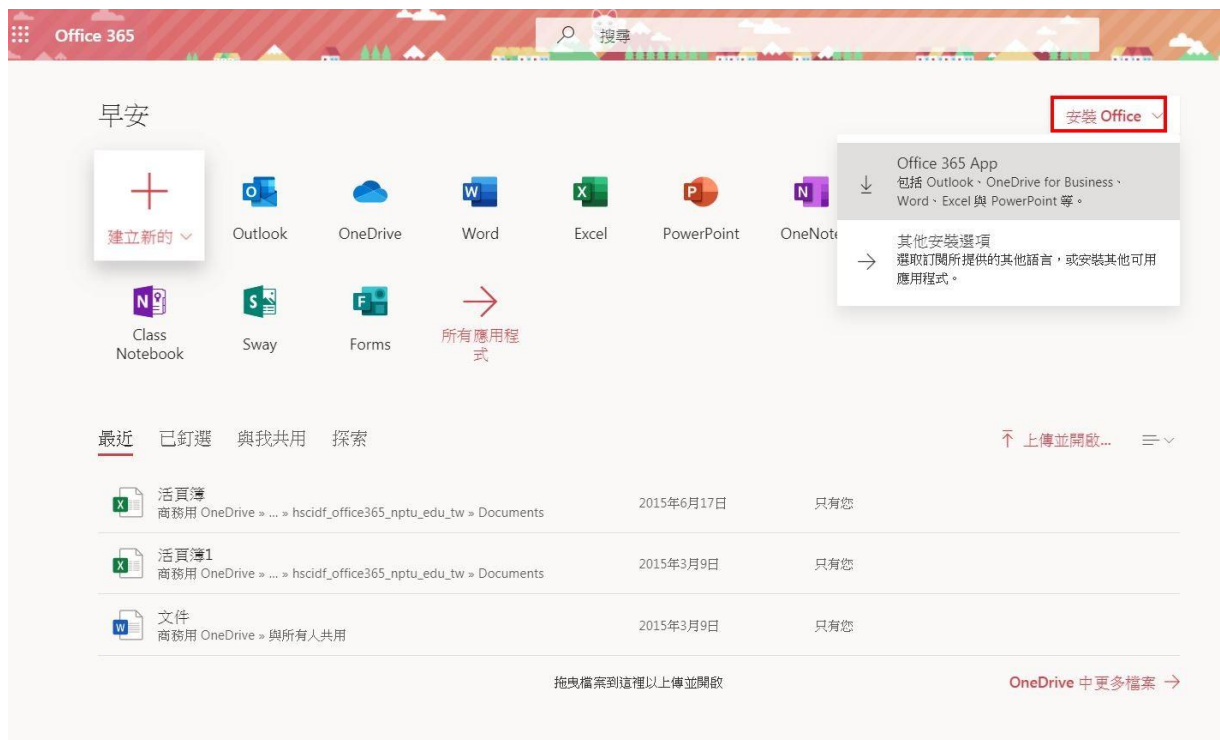 Office 365
搜尋
早安
安裝 Office
Office 365 App
包括 Outlook、OneDrive for Business、
Word、Excel 與 PowerPoint 等。
其他安裝選項
選取訂閱所提供的其他語言，或安裝其他可用
應用程式。
建立新的
Outlook
OneDrive
Word
Excel
PowerPoint
OneNote
Class
Notebook
Sway
Forms
所有應用程
式
最近 已釘選 與我共用 探索
上傳並開啟...
活頁簿
商務用 OneDrive » ... » hscidf_office365_nptu_edu_tw » Documents
2015年6月17日
只有您
活頁簿1
商務用 OneDrive » ... » hscidf_office365_nptu_edu_tw » Documents
2015年3月9日
只有您
文件
商務用 OneDrive » 與所有人共用
2015年3月9日
只有您
拖曳檔案到這裡以上傳並開啟
OneDrive 中更多檔案